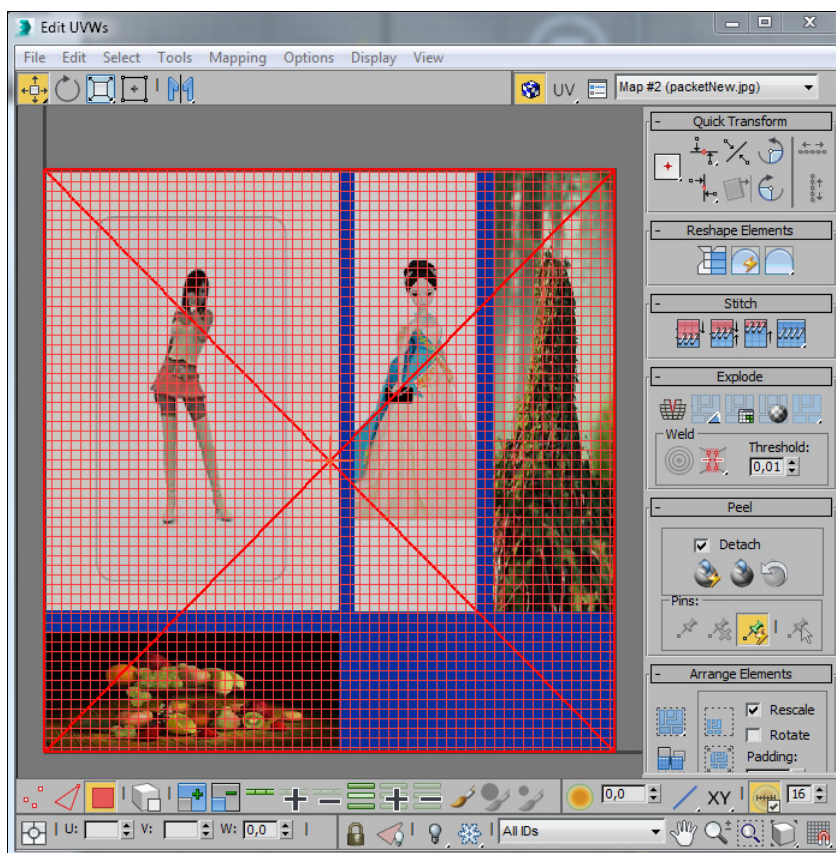 Edit UVWs
File Edit Select Tools Mapping Options Display View
UV, Map #2 (packetNew.jpg)
- Quick Transform
- Reshape Elements
- Stitch
- Explode
Weld
Threshold:
0,01
- Peel
Detach
Pins:
- Arrange Elements
Rescale
Rotate
Padding:
0,0 XY, 16
U: V: W: 0,0 All IDs